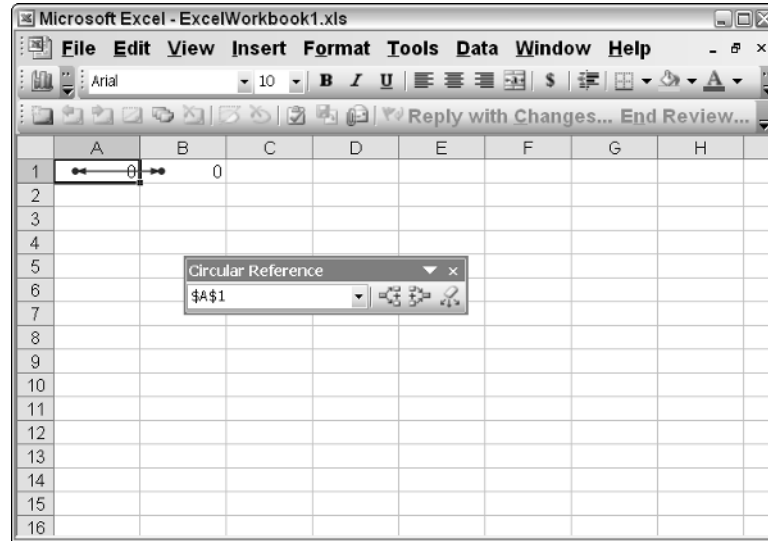 Microsoft Excel - ExcelWorkbook1.xls
File Edit View Insert Format Tools Data Window Help
Arial 10 B I U $ A
Reply with Changes... End Review...
A B C D E F G H
1 0 0
2
3
4
5
Circular Reference
6
$A$1
7
8
9
10
11
12
13
14
15
16